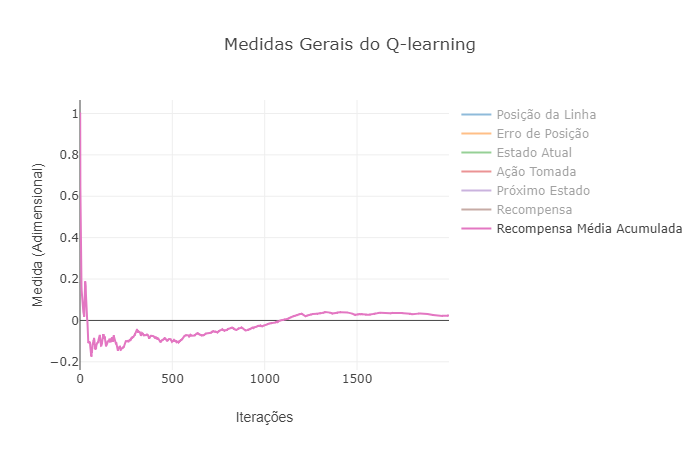 Medidas Gerais do Q-learning
1
0.8
0.6
0.4
0.2
0
−0.2
Medida (Adimensional)
0
500
1000
1500
Iterações
Posição da Linha
Erro de Posição
Estado Atual
Ação Tomada
Próximo Estado
Recompensa
Recompensa Média Acumulada